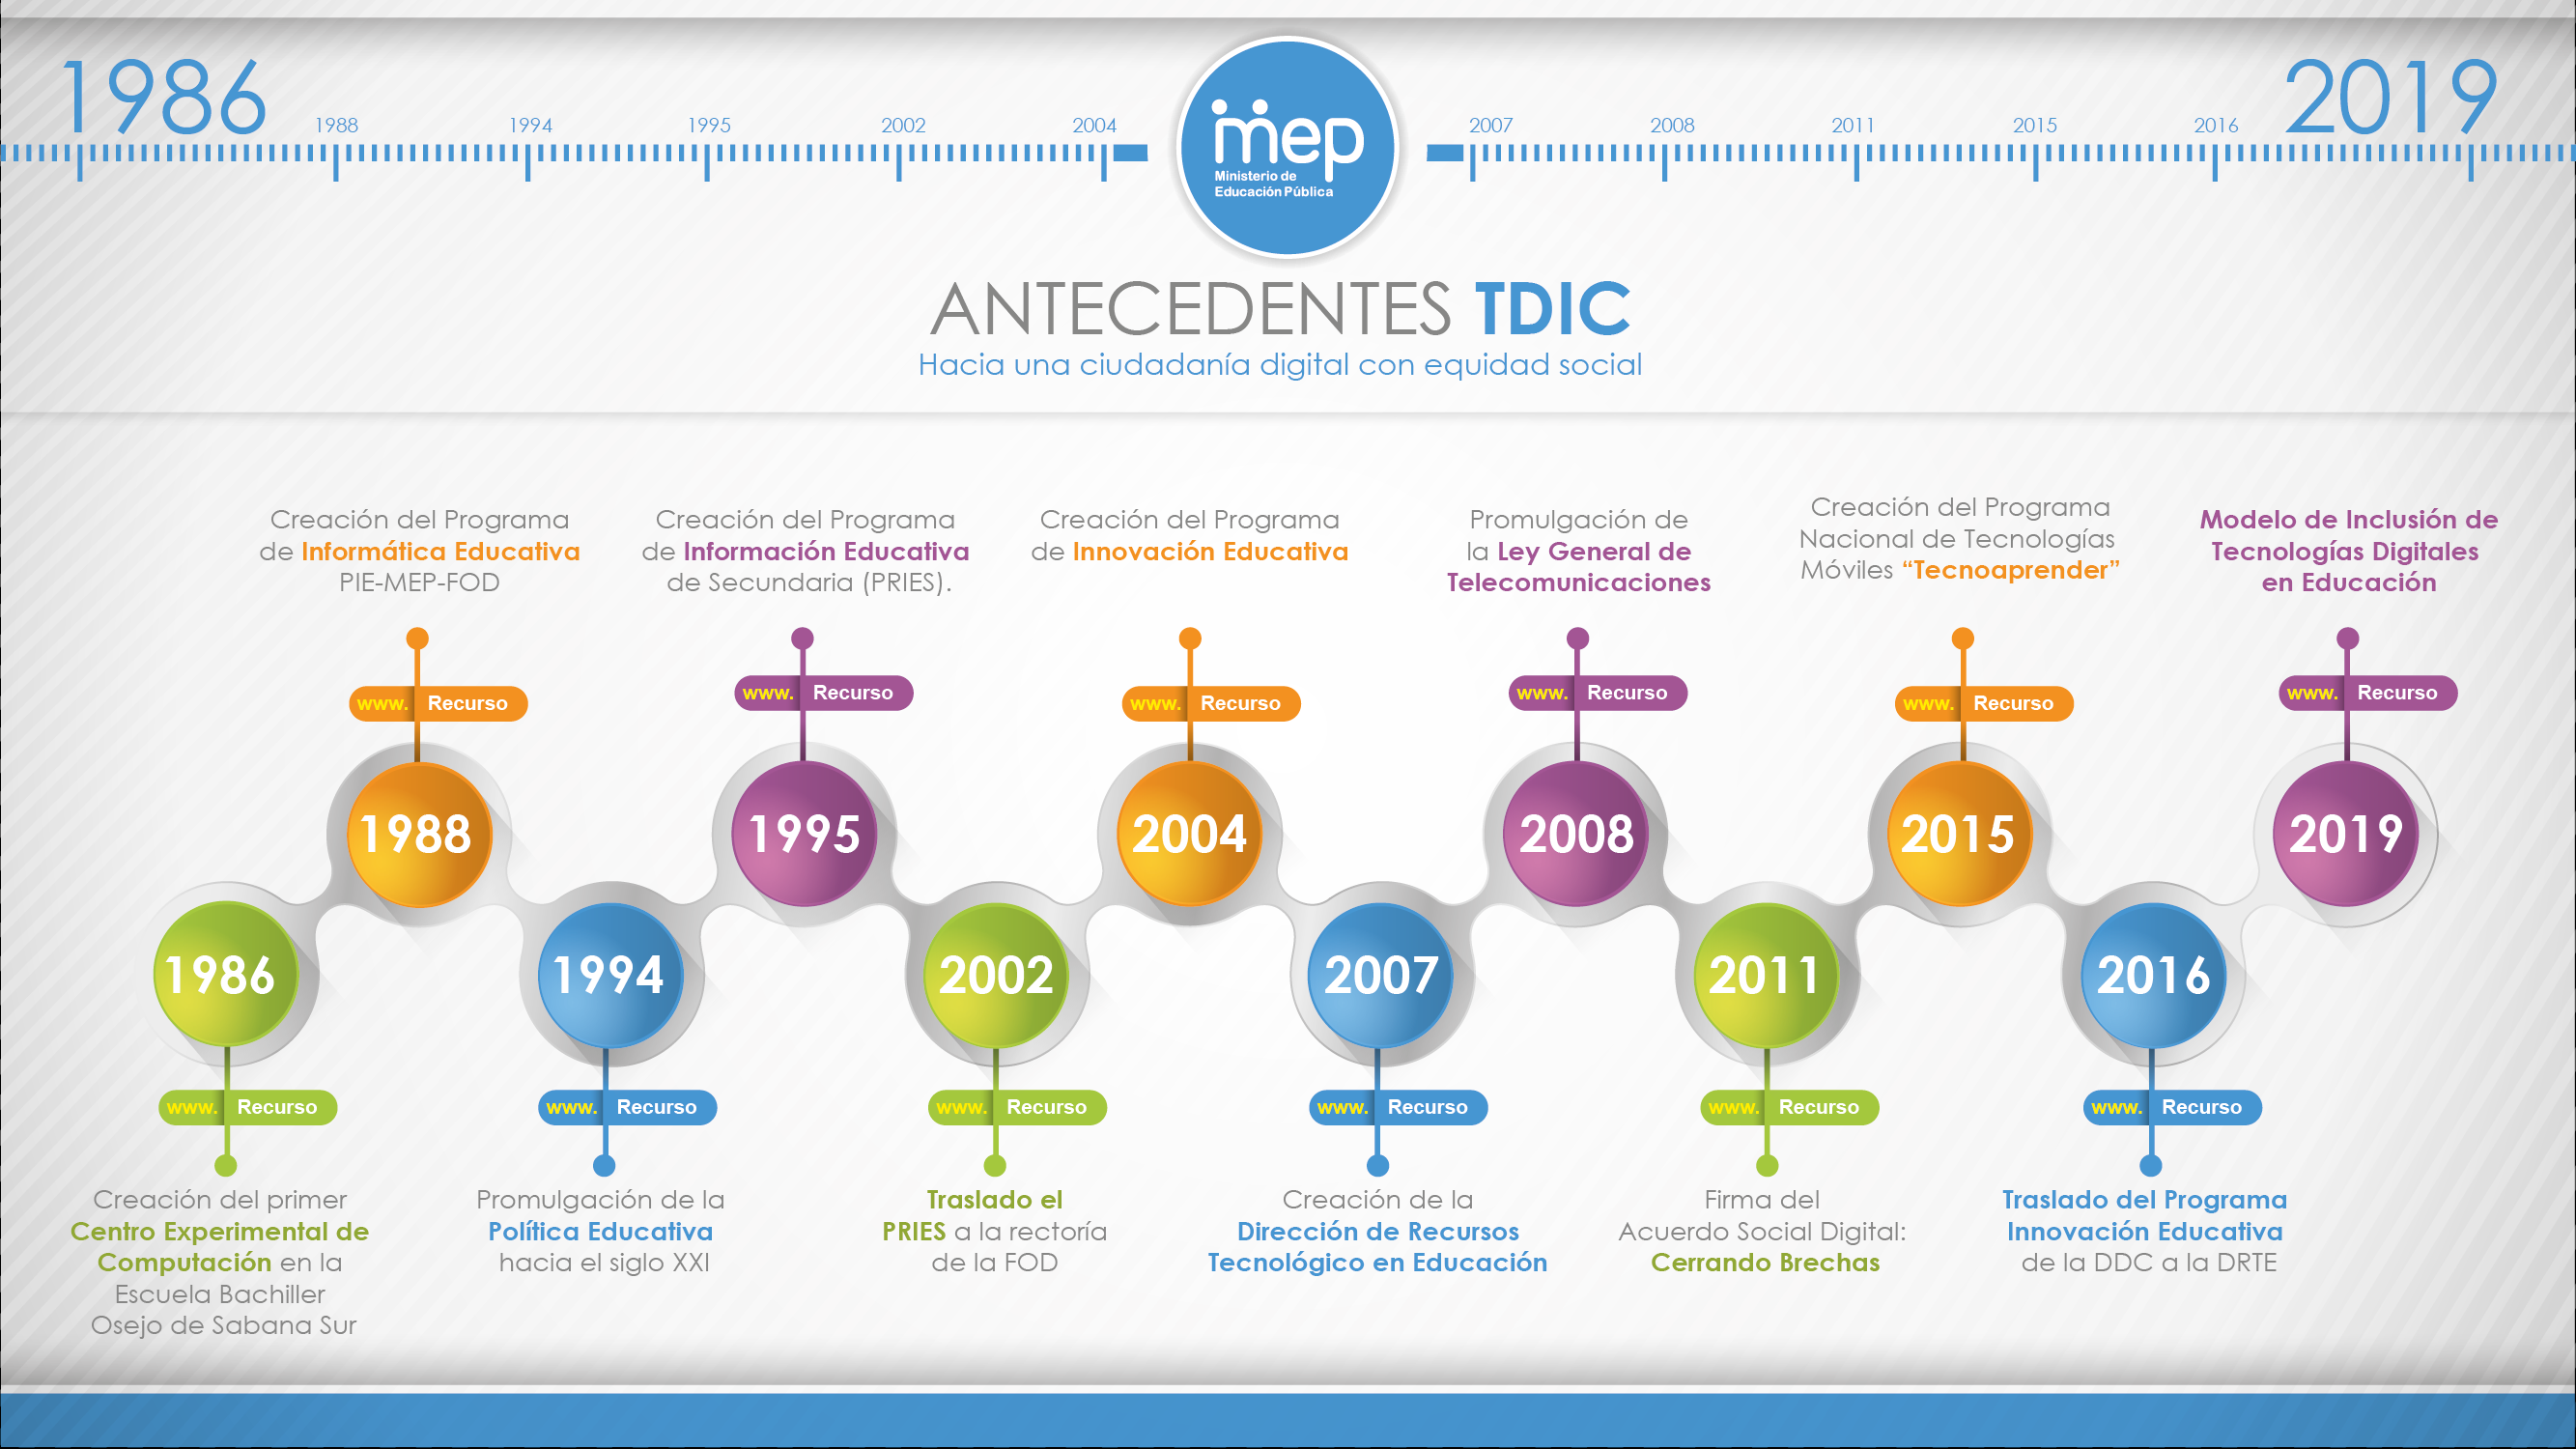 1986
1988
1994
1995
2002
2004
mep
Ministerio de
Educación Pública
2007
2008
2011
2015
2016
2019
ANTECEDENTES TDIC
Hacia una ciudadanía digital con equidad social
Creación del Programa
de Informática Educativa
PIE-MEP-FOD
Creación del Programa
de Información Educativa
de Secundaria (PRIES).
Creación del Programa
de Innovación Educativa
Promulgación de
la Ley General de
Telecomunicaciones
Creación del Programa
Nacional de Tecnologías
Móviles “Tecnoaprender”
Modelo de Inclusión de
Tecnologías Digitales
en Educación
www. Recurso
www. Recurso
www. Recurso
www. Recurso
www. Recurso
www. Recurso
1988
1995
2004
2008
2015
2019
1986
1994
2002
2007
2011
2016
www. Recurso
www. Recurso
www. Recurso
www. Recurso
www. Recurso
www. Recurso
Creación del primer
Centro Experimental de
Computación en la
Escuela Bachiller
Osejo de Sabana Sur
Promulgación de la
Política Educativa
hacia el siglo XXI
Traslado el
PRIES a la rectoría
de la FOD
Creación de la
Dirección de Recursos
Tecnológico en Educación
Firma del
Acuerdo Social Digital:
Cerrando Brechas
Traslado del Programa
Innovación Educativa
de la DDC a la DRTE